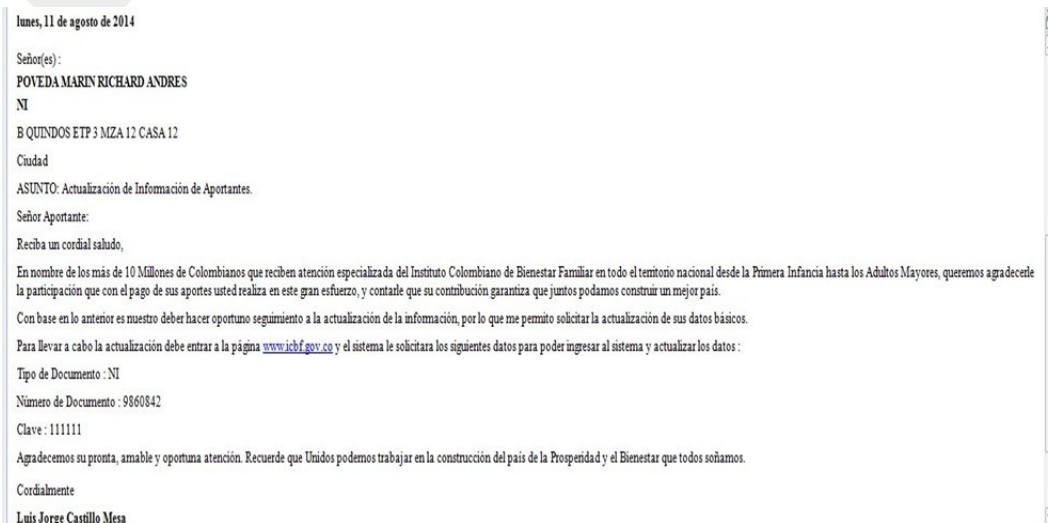 lunes, 11 de agosto de 2014
Señor(es) :
POVEDA MARIN RICHARD ANDRES
NI
B QUINDOS ETP 3 MZA 12 CASA 12
Ciudad
ASUNTO: Actualización de Información de Aportantes.
Señor Aportante:
Reciba un cordial saludo,
En nombre de los más de 10 Millones de Colombianos que reciben atención especializada del Instituto Colombiano de Bienestar Familiar en todo el territorio nacional desde la Primera Infancia hasta los Adultos Mayores, queremos agradecerle
la participación que con el pago de sus aportes usted realiza en este gran esfuerzo, y contarle que su contribución garantiza que juntos podamos construir un mejor país.
Con base en lo anterior es nuestro deber hacer oportuno seguimiento a la actualización de la información, por lo que me permito solicitar la actualización de sus datos básicos.
Para llevar a cabo la actualización debe entrar a la página www.icbf.gov.co y el sistema le solicitara los siguientes datos para poder ingresar al sistema y actualizar los datos :
Tipo de Documento : NI
Número de Documento : 9860842
Clave : 111111
Agradecemos su pronta, amable y oportuna atención. Recuerde que Unidos podemos trabajar en la construcción del país de la Prosperidad y el Bienestar que todos soñamos.
Cordialmente
Luis Jorge Castillo Mesa